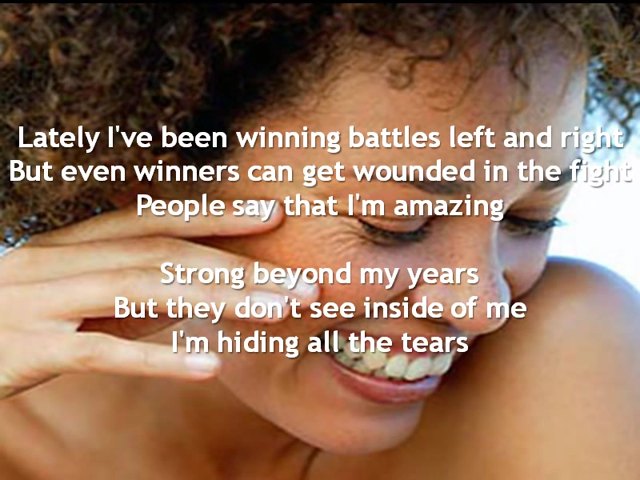 Lately I've been winning battles left and right
But even winners can get wounded in the fight
People say that I'm amazing
Strong beyond my years
But they don't see inside of me
I'm hiding all the tears